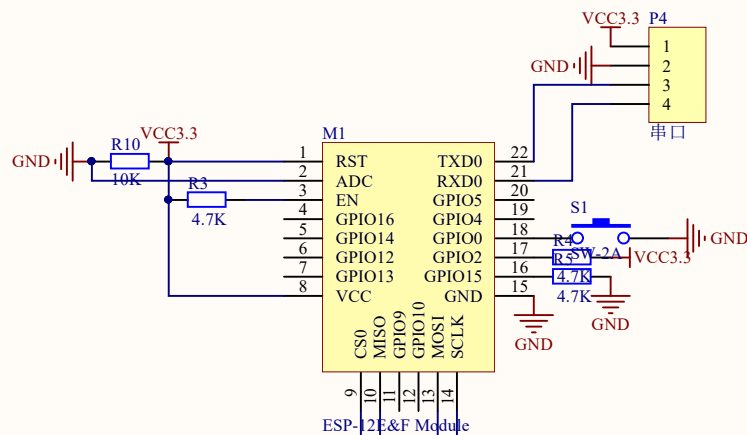 VCC3.3
P4
1
GND
2
3
4
串口
M1
VCC3.3
R10
GND
10K
R3
4.7K
1
RST
TXD0
22
2
ADC
RXD0
21
3
EN
GPIO5
20
4
GPIO16
GPIO4
19
5
GPIO14
GPIO0
18
6
GPIO12
GPIO2
17
7
GPIO13
GPIO15
16
8
VCC
GND
15
S1
GND
R4
SW-2A
VCC3.3
R5
4.7K
4.7K
GND
GND
CS0
MISO
GPIO9
GPIO10
MOSI
SCLK
9
10
11
12
13
14
ESP-12E&F Module